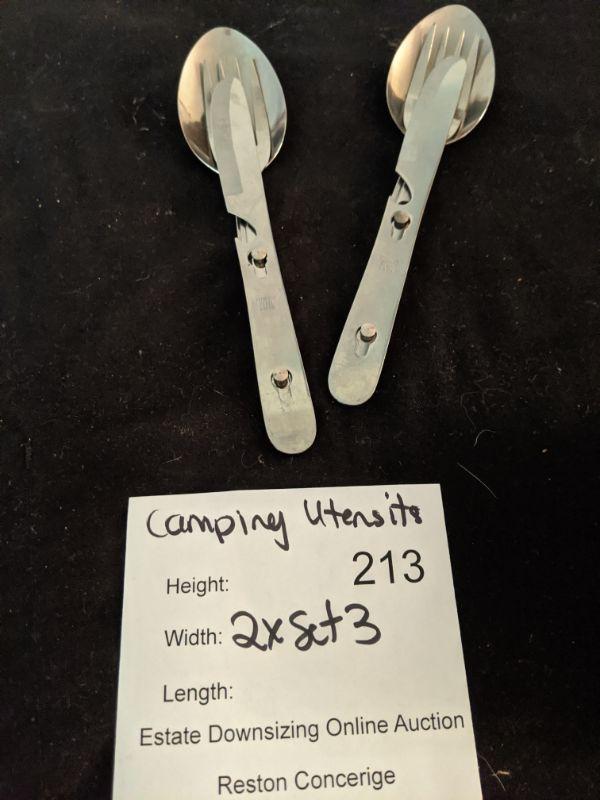 Camping Utensils
213
Height:
Width: 2x Set 3
Length:
Estate Downsizing Online Auction
Reston Concerige